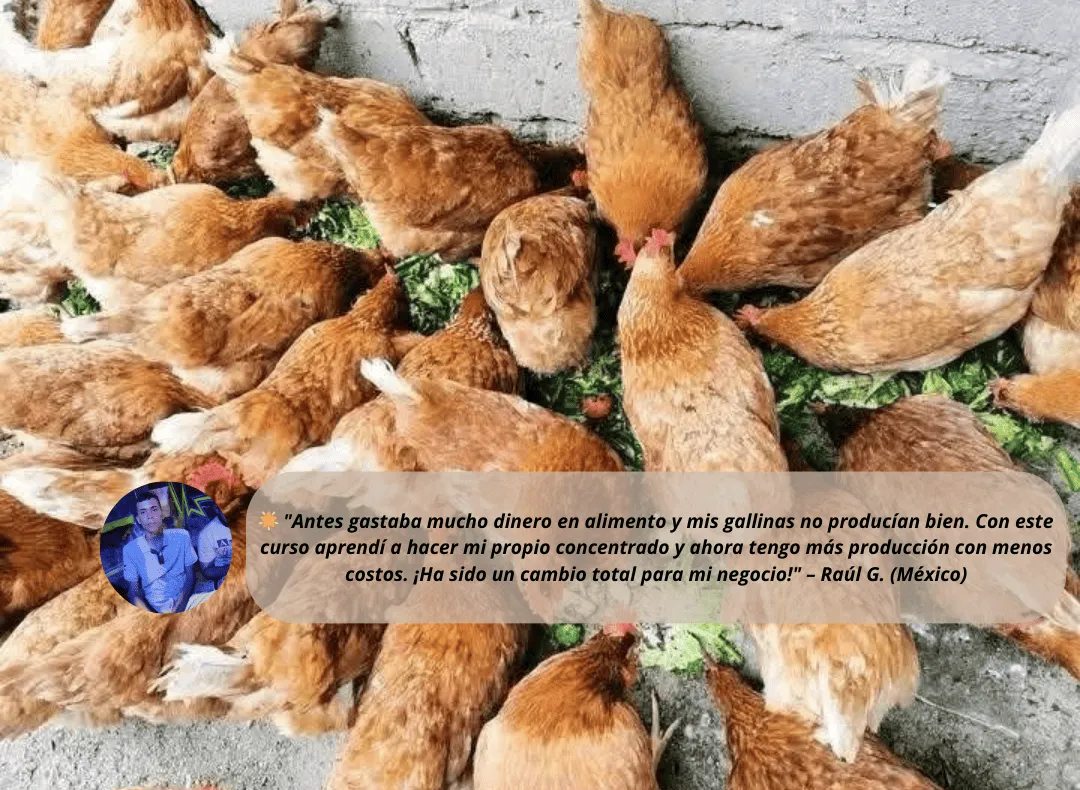 🌟 "Antes gastaba mucho dinero en alimento y mis gallinas no producían bien. Con este
curso aprendí a hacer mi propio concentrado y ahora tengo más producción con menos
costos. ¡Ha sido un cambio total para mi negocio!" – Raúl G. (México)